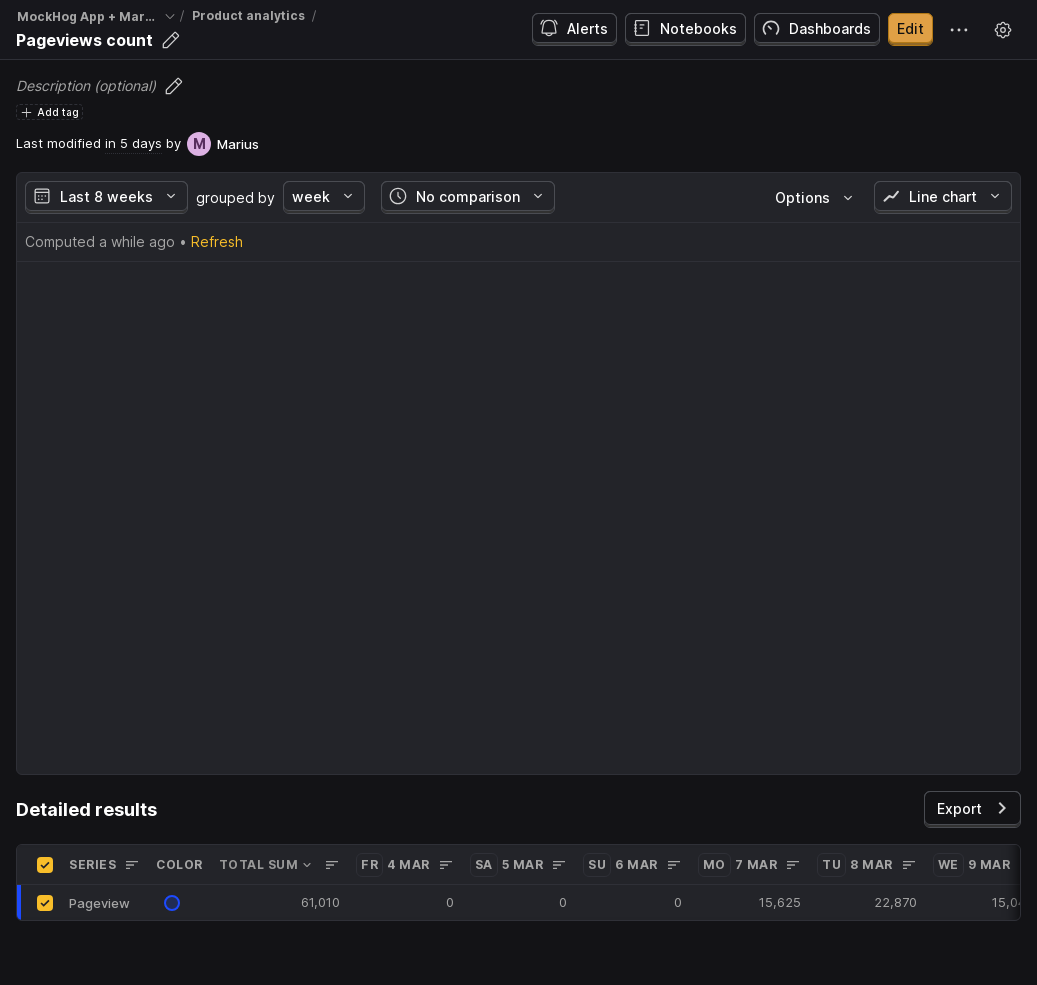 MockHog App + Mar... / Product analytics /
Pageviews count
Alerts Notebooks Dashboards Edit
Description (optional)
Add tag
Last modified in 5 days by M Marius
Last 8 weeks grouped by week No comparison Options Line chart
Computed a while ago • Refresh
Detailed results
Export
SERIES COLOR TOTAL SUM FR 4 MAR SA 5 MAR SU 6 MAR MO 7 MAR TU 8 MAR WE 9 MAR
Pageview 61,010 0 0 0 15,625 22,870